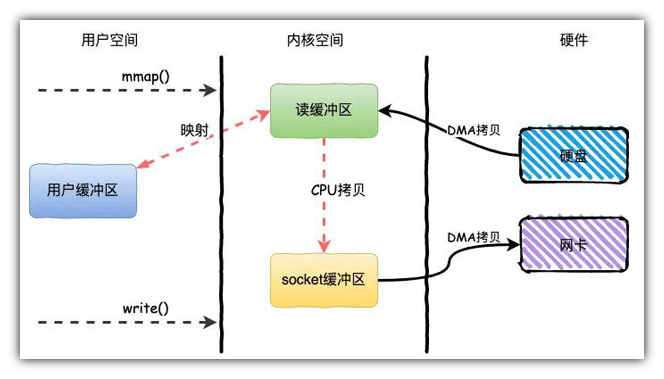 用户空间
内核空间
硬件
mmap()
读缓冲区
映射
DMA拷贝
硬盘
用户缓冲区
CPU拷贝
DMA拷贝
网卡
socket缓冲区
write()